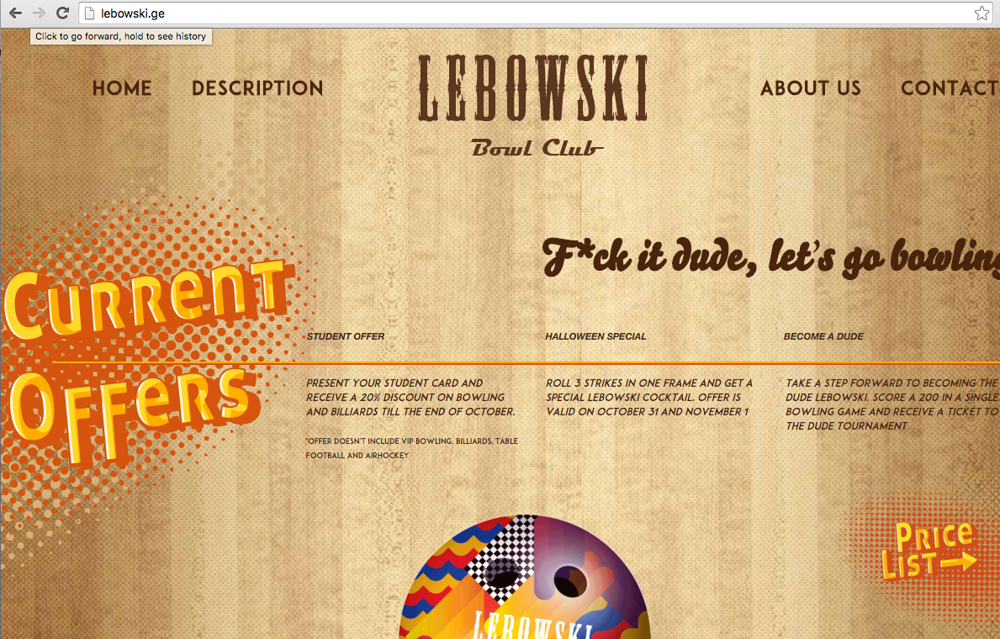 lebowski.ge
Click to go forward, hold to see history
HOME
DESCRIPTION
LEBOWSKI
Bowl Club
ABOUT US
CONTACT
F*ck it dude, let's go bowling
Current
Offers
STUDENT OFFER
PRESENT YOUR STUDENT CARD AND
RECEIVE A 20% DISCOUNT ON BOWLING
AND BILLIARDS TILL THE END OF OCTOBER.
*OFFER DOESN'T INCLUDE VIP BOWLING, BILLIARDS, TABLE
FOOTBALL AND AIRHOCKEY
HALLOWEEN SPECIAL
ROLL 3 STRIKES IN ONE FRAME AND GET A
SPECIAL LEBOWSKI COCKTAIL. OFFER IS
VALID ON OCTOBER 31 AND NOVEMBER 1
BECOME A DUDE
TAKE A STEP FORWARD TO BECOMING THE
DUDE LEBOWSKI. SCORE A 200 IN A SINGLE
BOWLING GAME AND RECEIVE A TICKET TO
THE DUDE TOURNAMENT
Price
List
LEBOWSKI